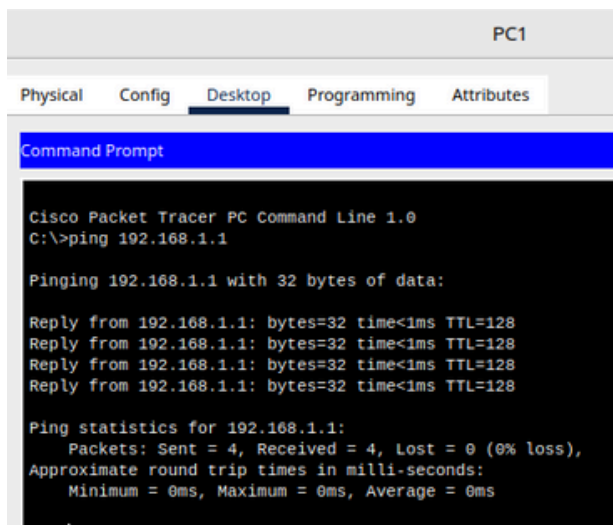 PC1
Physical Config Desktop Programming Attributes
Command Prompt
Cisco Packet Tracer PC Command Line 1.0
C:\>ping 192.168.1.1
Pinging 192.168.1.1 with 32 bytes of data:
Reply from 192.168.1.1: bytes=32 time<1ms TTL=128
Reply from 192.168.1.1: bytes=32 time<1ms TTL=128
Reply from 192.168.1.1: bytes=32 time<1ms TTL=128
Reply from 192.168.1.1: bytes=32 time<1ms TTL=128
Ping statistics for 192.168.1.1:
Packets: Sent = 4, Received = 4, Lost = 0 (0% loss),
Approximate round trip times in milli-seconds:
Minimum = 0ms, Maximum = 0ms, Average = 0ms